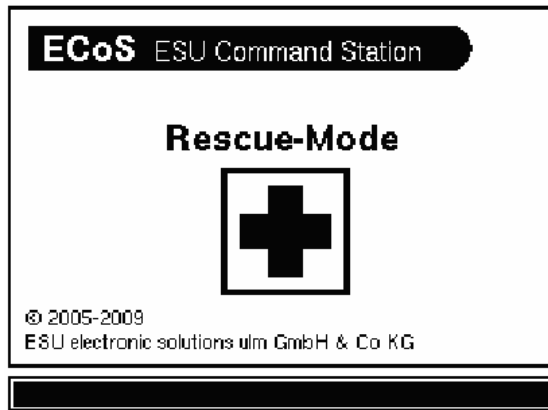 ECoS ESU Command Station
Rescue-Mode
© 2005-2009
ESU electronic solutions ulm GmbH & Co KG